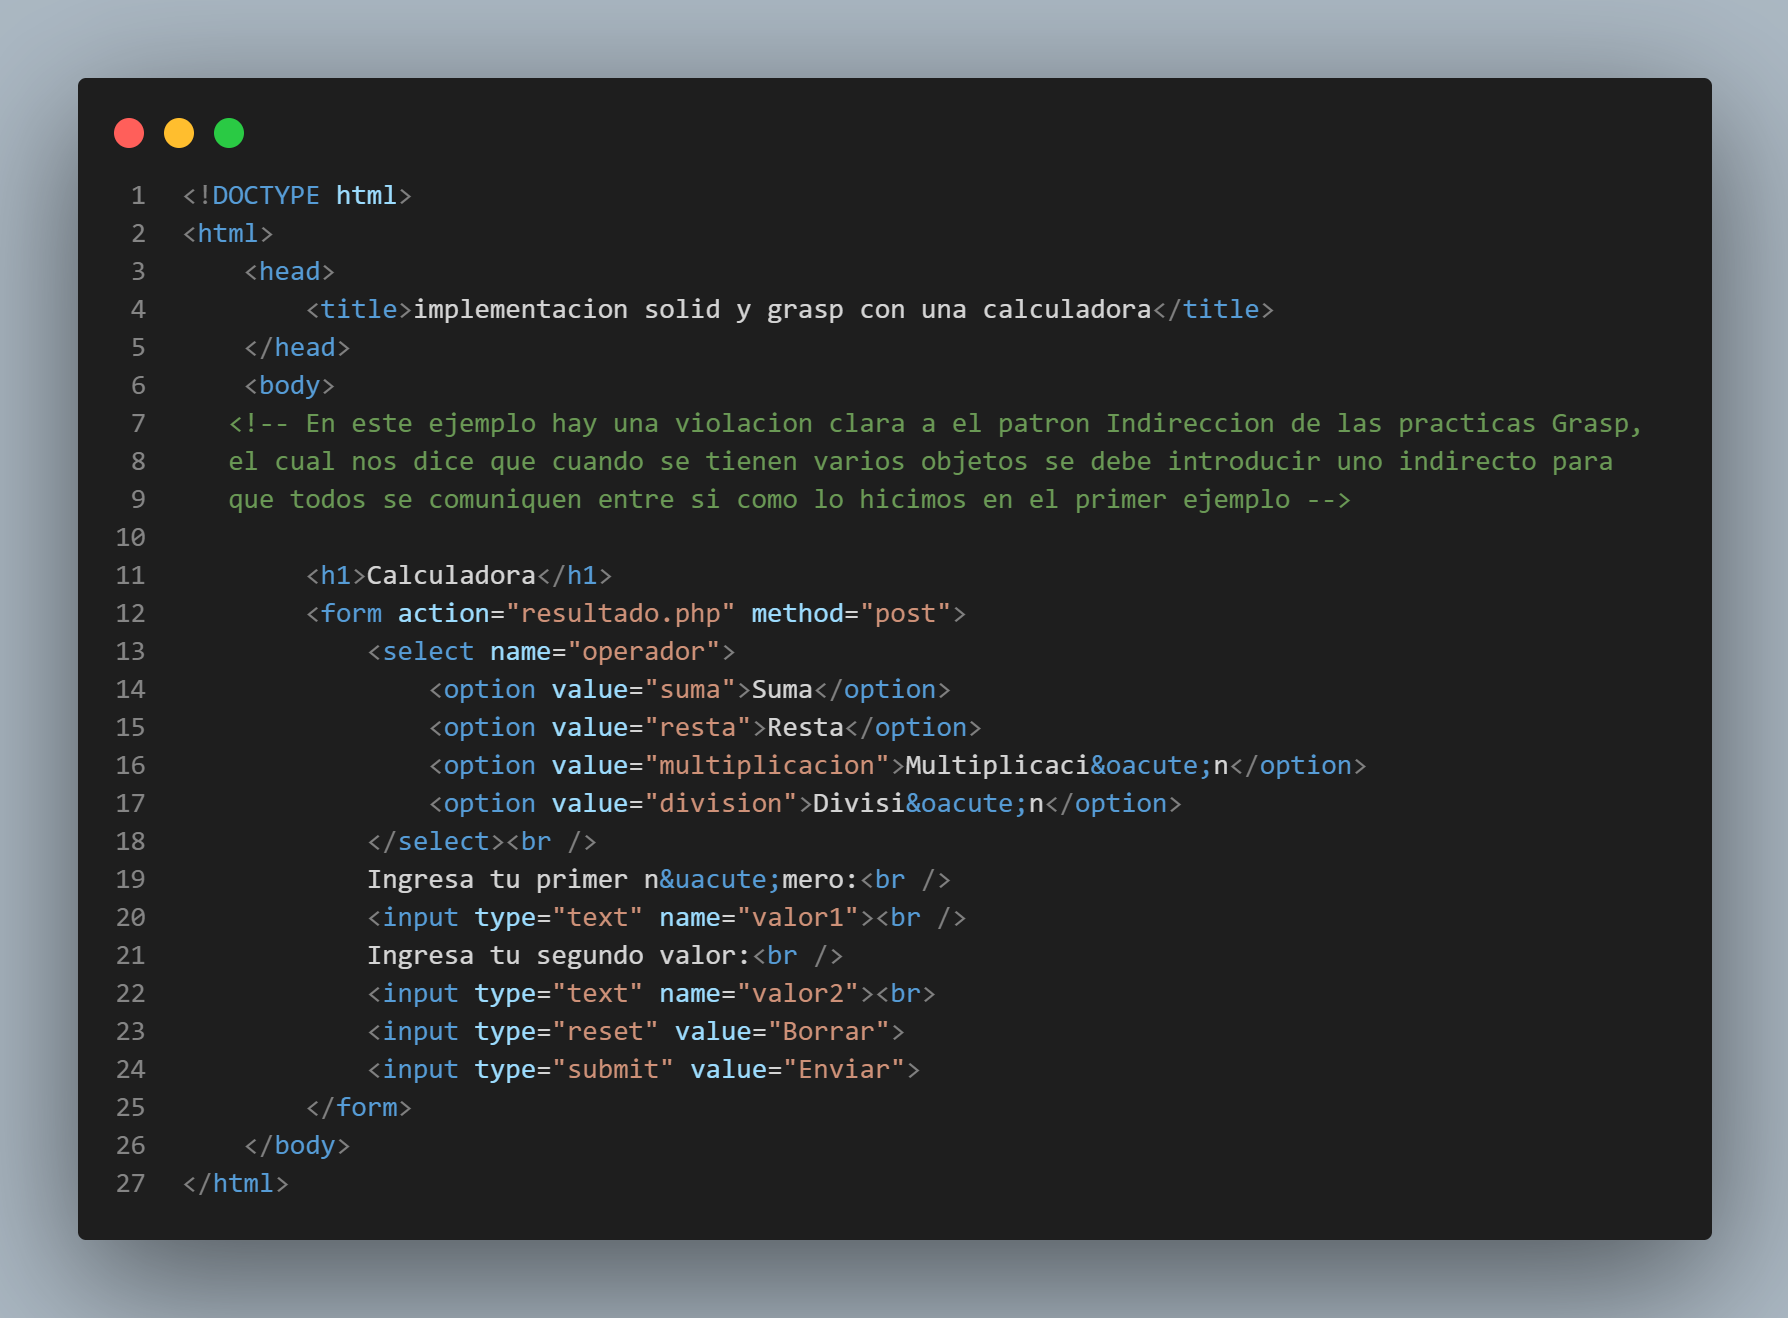 1 <!DOCTYPE html>
2 <html>
3     <head>
4         <title>implementacion solid y grasp con una calculadora</title>
5     </head>
6     <body>
7    <!-- En este ejemplo hay una violacion clara a el patron Indireccion de las practicas Grasp,
8    el cual nos dice que cuando se tienen varios objetos se debe introducir uno indirecto para
9    que todos se comuniquen entre si como lo hicimos en el primer ejemplo -->
10
11         <h1>Calculadora</h1>
12         <form action="resultado.php" method="post">
13             <select name="operador">
14                 <option value="suma">Suma</option>
15                 <option value="resta">Resta</option>
16                 <option value="multiplicacion">Multiplicaci&oacute;n</option>
17                 <option value="division">Divisi&oacute;n</option>
18             </select><br />
19             Ingresa tu primer n&uacute;mero:<br />
20             <input type="text" name="valor1"><br />
21             Ingresa tu segundo valor:<br />
22             <input type="text" name="valor2"><br>
23             <input type="reset" value="Borrar">
24             <input type="submit" value="Enviar">
25         </form>
26     </body>
27 </html>